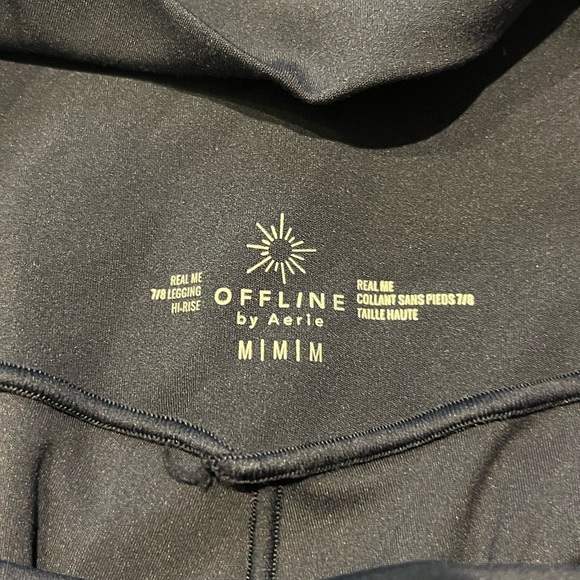 REAL ME
7/8 LEGGING
HI-RISE
OFFLINE
by Aerie
M|M|M
REAL ME
COLLANT SANS PIEDS 7/8
TAILLE HAUTE